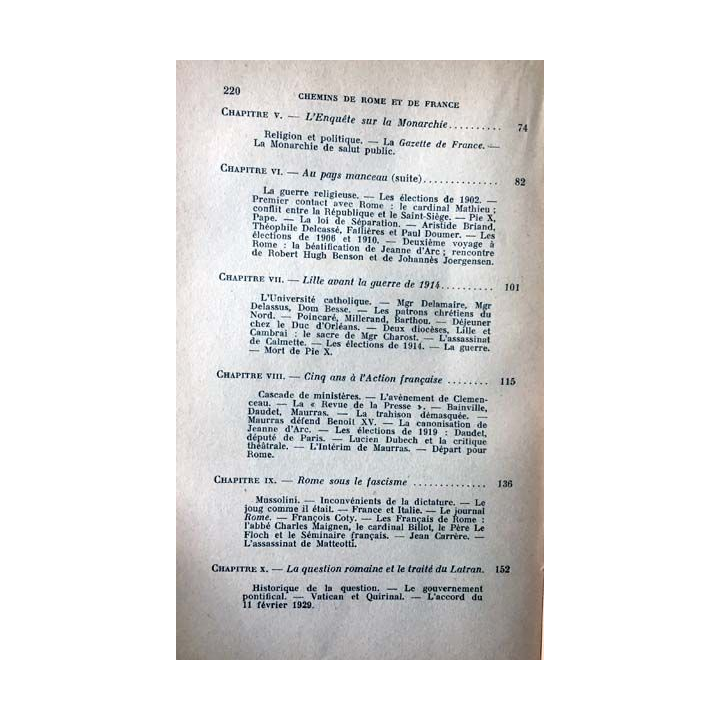 220
CHEMINS DE ROME ET DE FRANCE
CHAPITRE V. — L'Enquête sur la Monarchie.......... 74
Religion et politique. — La Gazette de France. —
La Monarchie de salut public.
CHAPITRE VI. — Au pays manceau (suite)............. 82
La guerre religieuse. — Les élections de 1902. —
Premier contact avec Rome : le cardinal Mathieu ;
conflit entre la République et le Saint-Siège. — Pie X,
Pape. — La loi de Séparation. — Aristide Briand,
Théophile Delcassé, Fallières et Paul Doumer. — Les
élections de 1906 et 1910. — Deuxième voyage à
Rome : la béatification de Jeanne d'Arc ; rencontre
de Robert Hugh Benson et de Johannès Joergensen.
CHAPITRE VII. — Lille avant la guerre de 1914.......... 101
L'Université catholique. — Mgr Delamaire, Mgr
Delassus, Dom Besse. — Les patrons chrétiens du
Nord. — Poincaré, Millerand, Barthou. — Déjeuner
chez le Duc d'Orléans. — Deux diocèses, Lille et
Cambrai : le sacre de Mgr Charost. — L'assassinat
de Calmette. — Les élections de 1914. — La guerre.
— Mort de Pie X.
CHAPITRE VIII. — Cinq ans à l'Action française ........ 115
Cascade de ministères. — L'avènement de Clemen-
ceau. — La « Revue de la Presse ». — Bainville,
Daudet, Maurras. — La trahison démasquée. —
Maurras défend Benoit XV. — La canonisation de
Jeanne d'Arc. — Les élections de 1919 : Daudet,
député de Paris. — Lucien Dubech et la critique
théâtrale. — L'Intérim de Maurras. — Départ pour
Rome.
CHAPITRE IX. — Rome sous le fascisme .............. 136
Mussolini. — Inconvénients de la dictature. — Le
joug comme il était. — France et Italie. — Le journal
Rome. — François Coty. — Les Français de Rome :
l'abbé Charles Maignen, le cardinal Billot, le Père Le
Floch et le Séminaire français. — Jean Carrère. —
L'assassinat de Matteotti.
CHAPITRE X. — La question romaine et le traité du Latran. 152
Historique de la question. — Le gouvernement
pontifical. — Vatican et Quirinal. — L'accord du
11 février 1929.